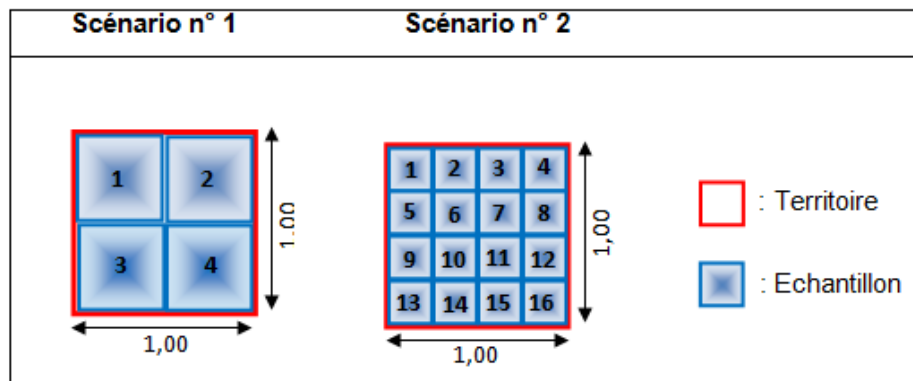 Scénario n° 1 Scénario n° 2
1 2
3 4
1,00
1,00
1 2 3 4
5 6 7 8
9 10 11 12
13 14 15 16
1,00
1,00
: Territoire
: Echantillon